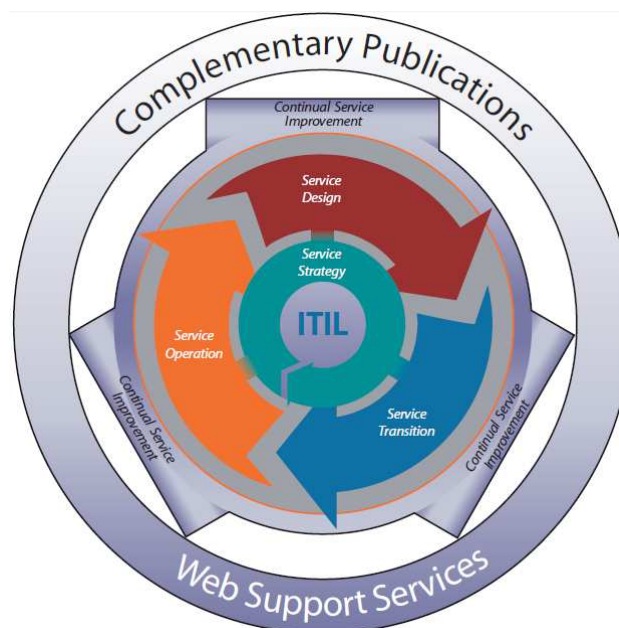 Complementary Publications
Continual Service
Improvement
Service
Design
Service
Strategy
ITIL
Service
Operation
Service
Transition
Continual Service
Improvement
Continual Service
Improvement
Web Support Services